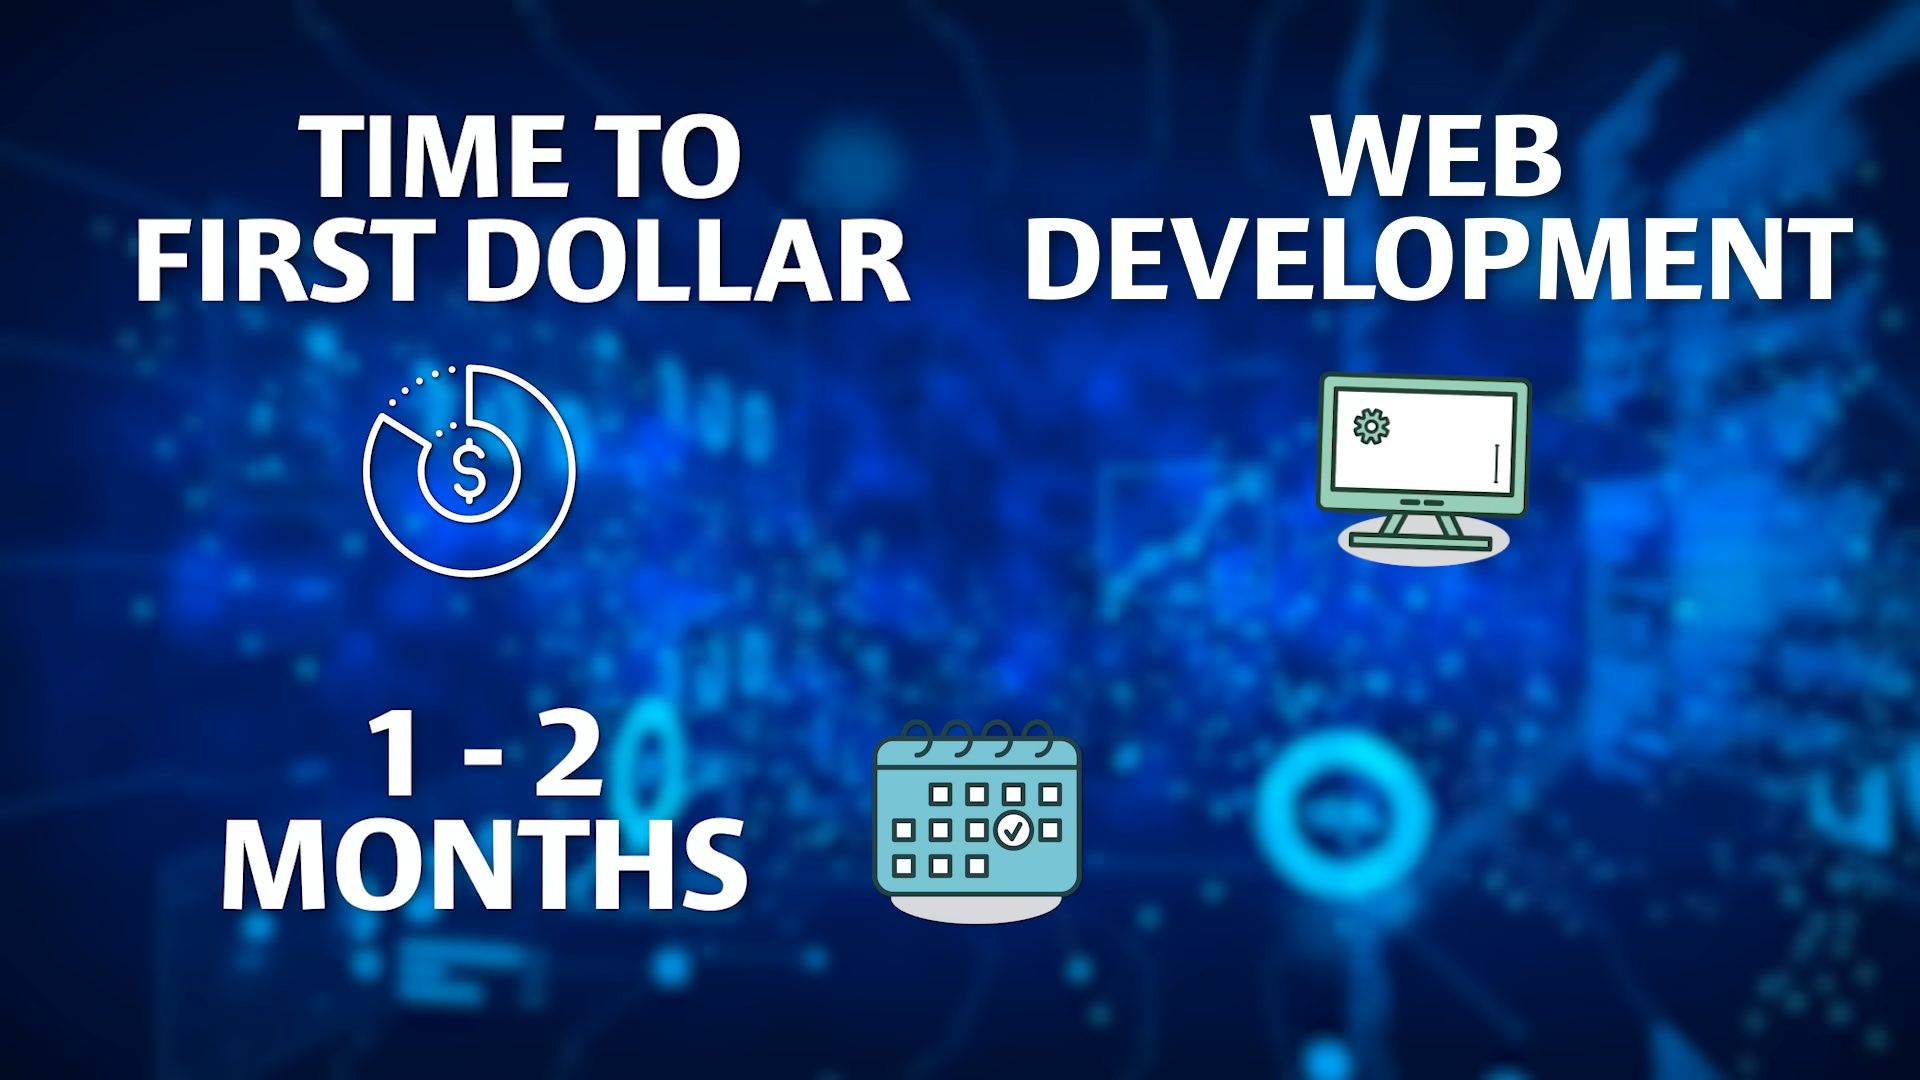 TIME TO
FIRST DOLLAR
WEB
DEVELOPMENT
$
1 - 2
MONTHS